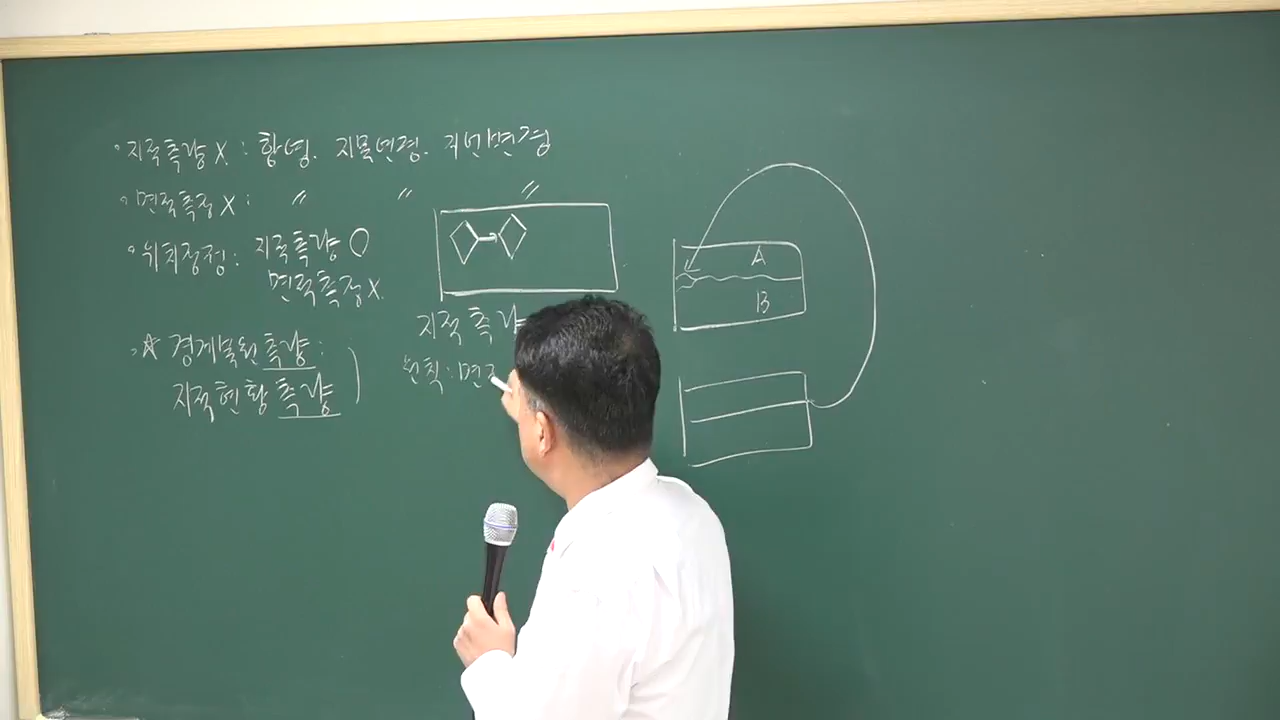 · 지적측량 X : 합병. 지목변경. 지번변경
· 면적측정 X : 〃 〃 〃
· 위치정정 : 지적측량 O
면적측정 X.
· ☆ 경계복원측량 :
지적현황측량
지적측량
원칙 : 면적
A
B